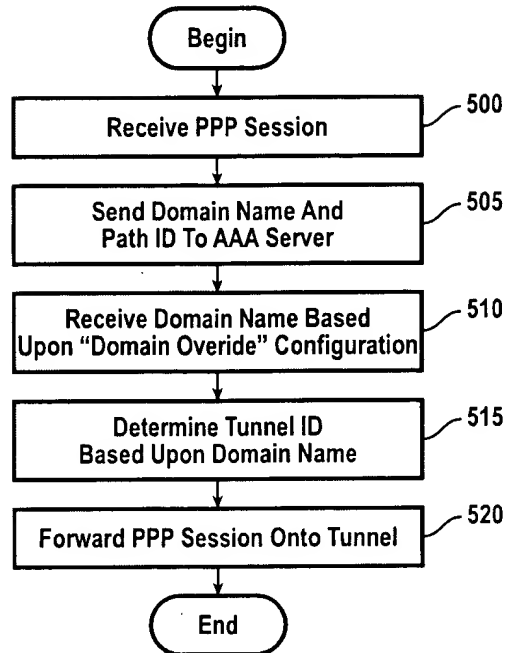 Begin
Receive PPP Session
500
Send Domain Name And
Path ID To AAA Server
505
Receive Domain Name Based
Upon “Domain Overide” Configuration
510
Determine Tunnel ID
Based Upon Domain Name
515
Forward PPP Session Onto Tunnel
520
End